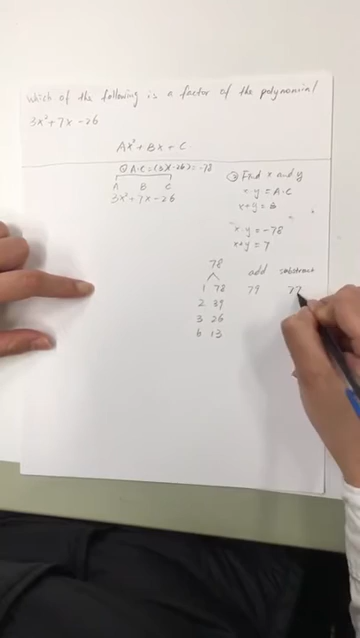 which of the following is a factor of the polynomial
3x²+7x-26
Ax² + Bx + C
① A·C=(3)(-26)=-78
A B C
3x²+7x-26
② Find x and y
x·y = A·C
x+y = B
x·y = -78
x+y = 7
78
add substract
1 78 79 77
2 39
3 26
6 13